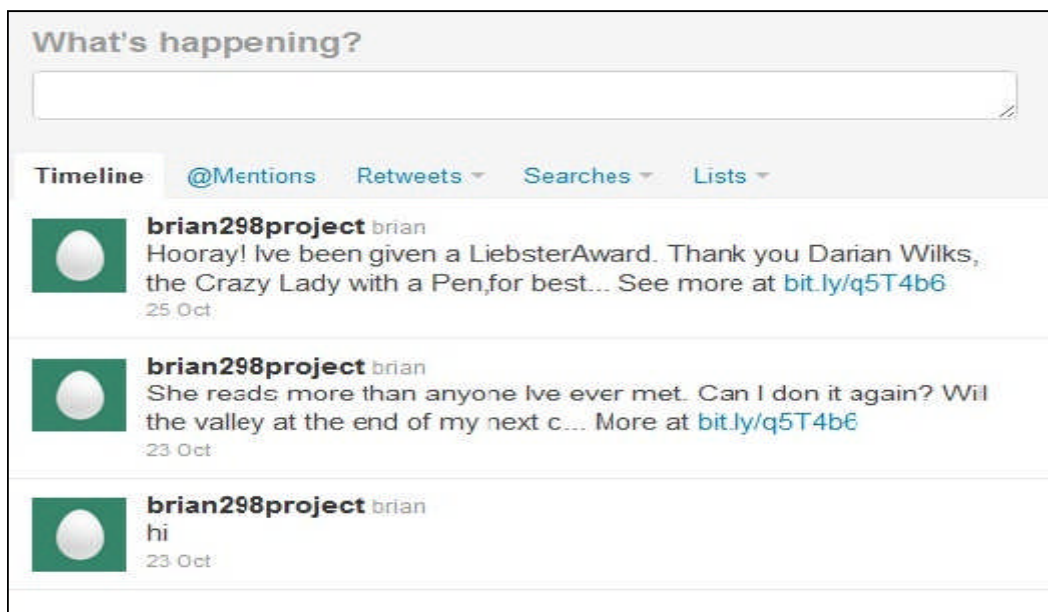 What's happening?
Timeline @Mentions Retweets Searches Lists
brian298project brian
Hooray! Ive been given a LiebsterAward. Thank you Darian Wilks,
the Crazy Lady with a Pen,for best... See more at bit.ly/q5T4b6
25 Oct
brian298project brian
She reads more than anyone Ive ever met. Can I don it again? Will
the valley at the end of my next c... More at bit.ly/q5T4b6
23 Oct
brian298project brian
hi
23 Oct